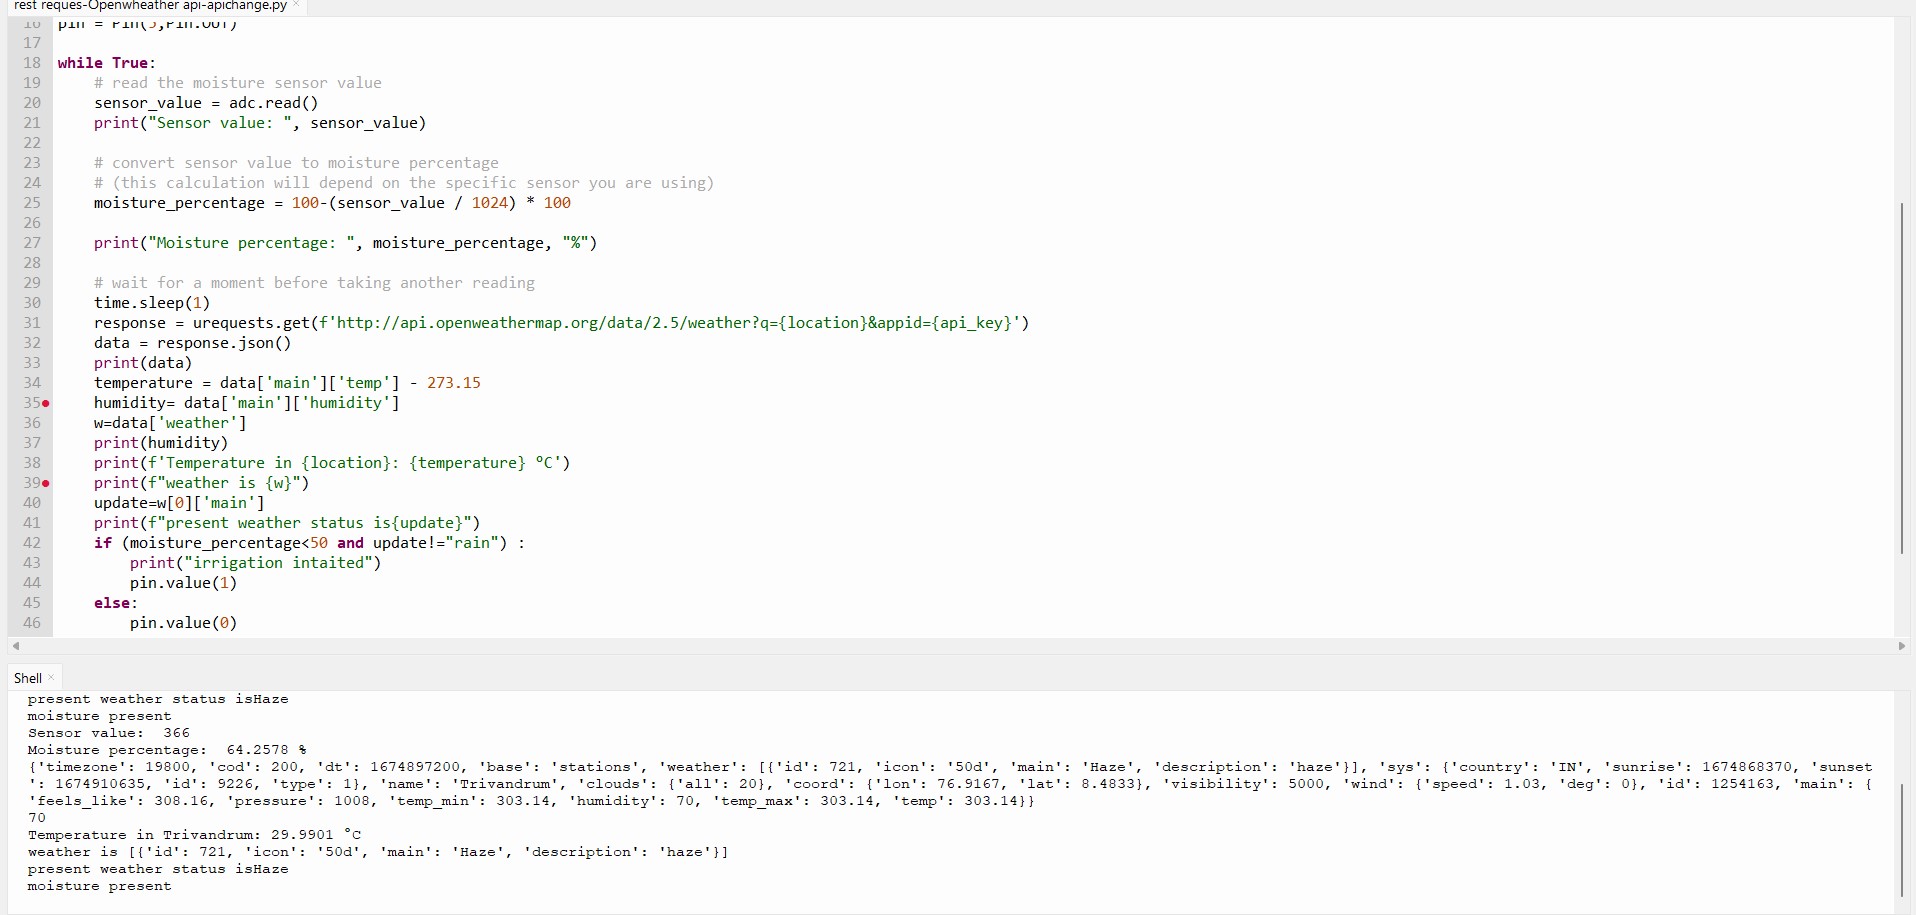 rest reques-Openwheather api-apichange.py ×
16 pin = Pin(5,Pin.OUT)
17
18 while True:
19     # read the moisture sensor value
20     sensor_value = adc.read()
21     print("Sensor value: ", sensor_value)
22
23     # convert sensor value to moisture percentage
24     # (this calculation will depend on the specific sensor you are using)
25     moisture_percentage = 100-(sensor_value / 1024) * 100
26
27     print("Moisture percentage: ", moisture_percentage, "%")
28
29     # wait for a moment before taking another reading
30     time.sleep(1)
31     response = urequests.get(f'http://api.openweathermap.org/data/2.5/weather?q={location}&appid={api_key}')
32     data = response.json()
33     print(data)
34     temperature = data['main']['temp'] - 273.15
35     humidity= data['main']['humidity']
36     w=data['weather']
37     print(humidity)
38     print(f'Temperature in {location}: {temperature} °C')
39     print(f"weather is {w}")
40     update=w[0]['main']
41     print(f"present weather status is{update}")
42     if (moisture_percentage<50 and update!="rain") :
43         print("irrigation intaited")
44         pin.value(1)
45     else:
46         pin.value(0)
Shell ×
present weather status isHaze
moisture present
Sensor value:  366
Moisture percentage:  64.2578 %
{'timezone': 19800, 'cod': 200, 'dt': 1674897200, 'base': 'stations', 'weather': [{'id': 721, 'icon': '50d', 'main': 'Haze', 'description': 'haze'}], 'sys': {'country': 'IN', 'sunrise': 1674868370, 'sunset
': 1674910635, 'id': 9226, 'type': 1}, 'name': 'Trivandrum', 'clouds': {'all': 20}, 'coord': {'lon': 76.9167, 'lat': 8.4833}, 'visibility': 5000, 'wind': {'speed': 1.03, 'deg': 0}, 'id': 1254163, 'main': {
'feels_like': 308.16, 'pressure': 1008, 'temp_min': 303.14, 'humidity': 70, 'temp_max': 303.14, 'temp': 303.14}}
70
Temperature in Trivandrum: 29.9901 °C
weather is [{'id': 721, 'icon': '50d', 'main': 'Haze', 'description': 'haze'}]
present weather status isHaze
moisture present